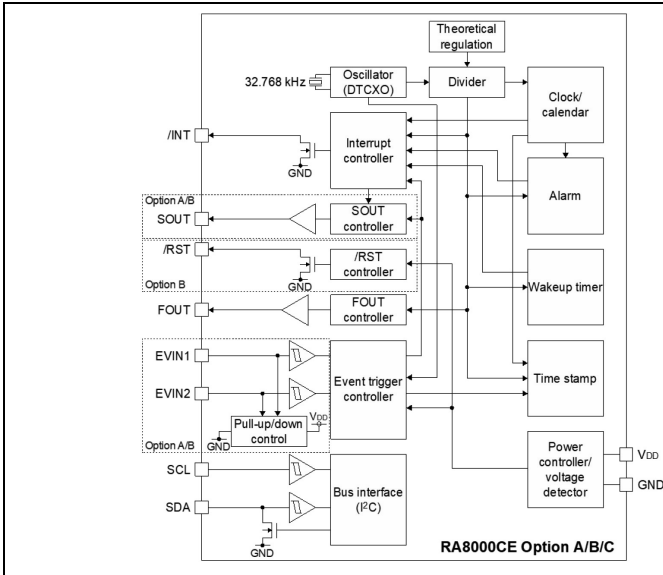 Theoretical
regulation
32.768 kHz
Oscillator
(DTCXO)
Divider
Clock/
calendar
/INT
Interrupt
controller
GND
Alarm
Option A/B
SOUT
SOUT
controller
/RST
/RST
controller
GND
Option B
Wakeup timer
FOUT
FOUT
controller
EVIN1
EVIN2
Event trigger
controller
Time stamp
Pull-up/down
control
VDD
GND
Option A/B
Power
controller/
voltage
detector
VDD
GND
SCL
SDA
Bus interface
(I²C)
GND
RA8000CE Option A/B/C